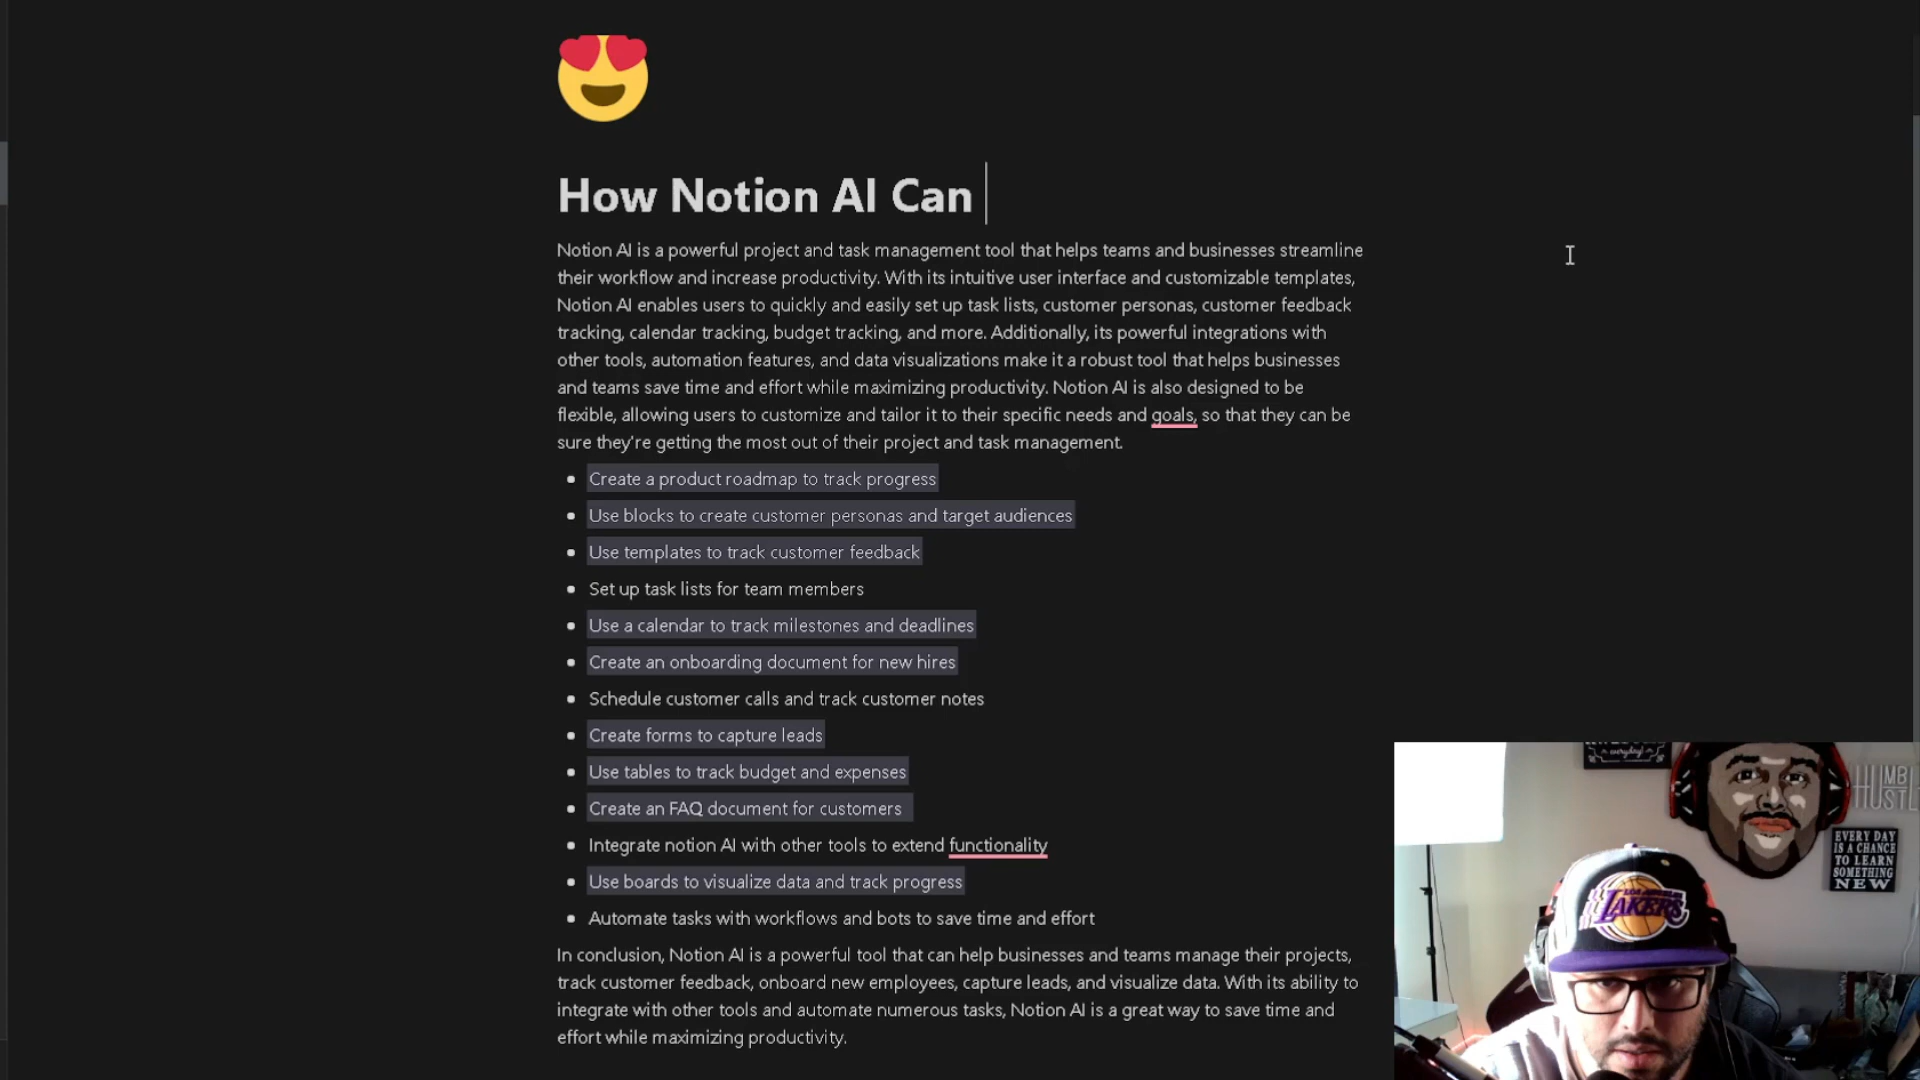 How Notion AI Can
Notion AI is a powerful project and task management tool that helps teams and businesses streamline
their workflow and increase productivity. With its intuitive user interface and customizable templates,
Notion AI enables users to quickly and easily set up task lists, customer personas, customer feedback
tracking, calendar tracking, budget tracking, and more. Additionally, its powerful integrations with
other tools, automation features, and data visualizations make it a robust tool that helps businesses
and teams save time and effort while maximizing productivity. Notion AI is also designed to be
flexible, allowing users to customize and tailor it to their specific needs and goals, so that they can be
sure they're getting the most out of their project and task management.
Create a product roadmap to track progress
Use blocks to create customer personas and target audiences
Use templates to track customer feedback
Set up task lists for team members
Use a calendar to track milestones and deadlines
Create an onboarding document for new hires
Schedule customer calls and track customer notes
Create forms to capture leads
Use tables to track budget and expenses
Create an FAQ document for customers
Integrate notion AI with other tools to extend functionality
Use boards to visualize data and track progress
Automate tasks with workflows and bots to save time and effort
In conclusion, Notion AI is a powerful tool that can help businesses and teams manage their projects,
track customer feedback, onboard new employees, capture leads, and visualize data. With its ability to
integrate with other tools and automate numerous tasks, Notion AI is a great way to save time and
effort while maximizing productivity.
everyday!
HUMBL
HUSTL
EVERY DAY
IS A CHANCE
TO LEARN
SOMETHING
NEW
LOS ANGELES
LAKERS